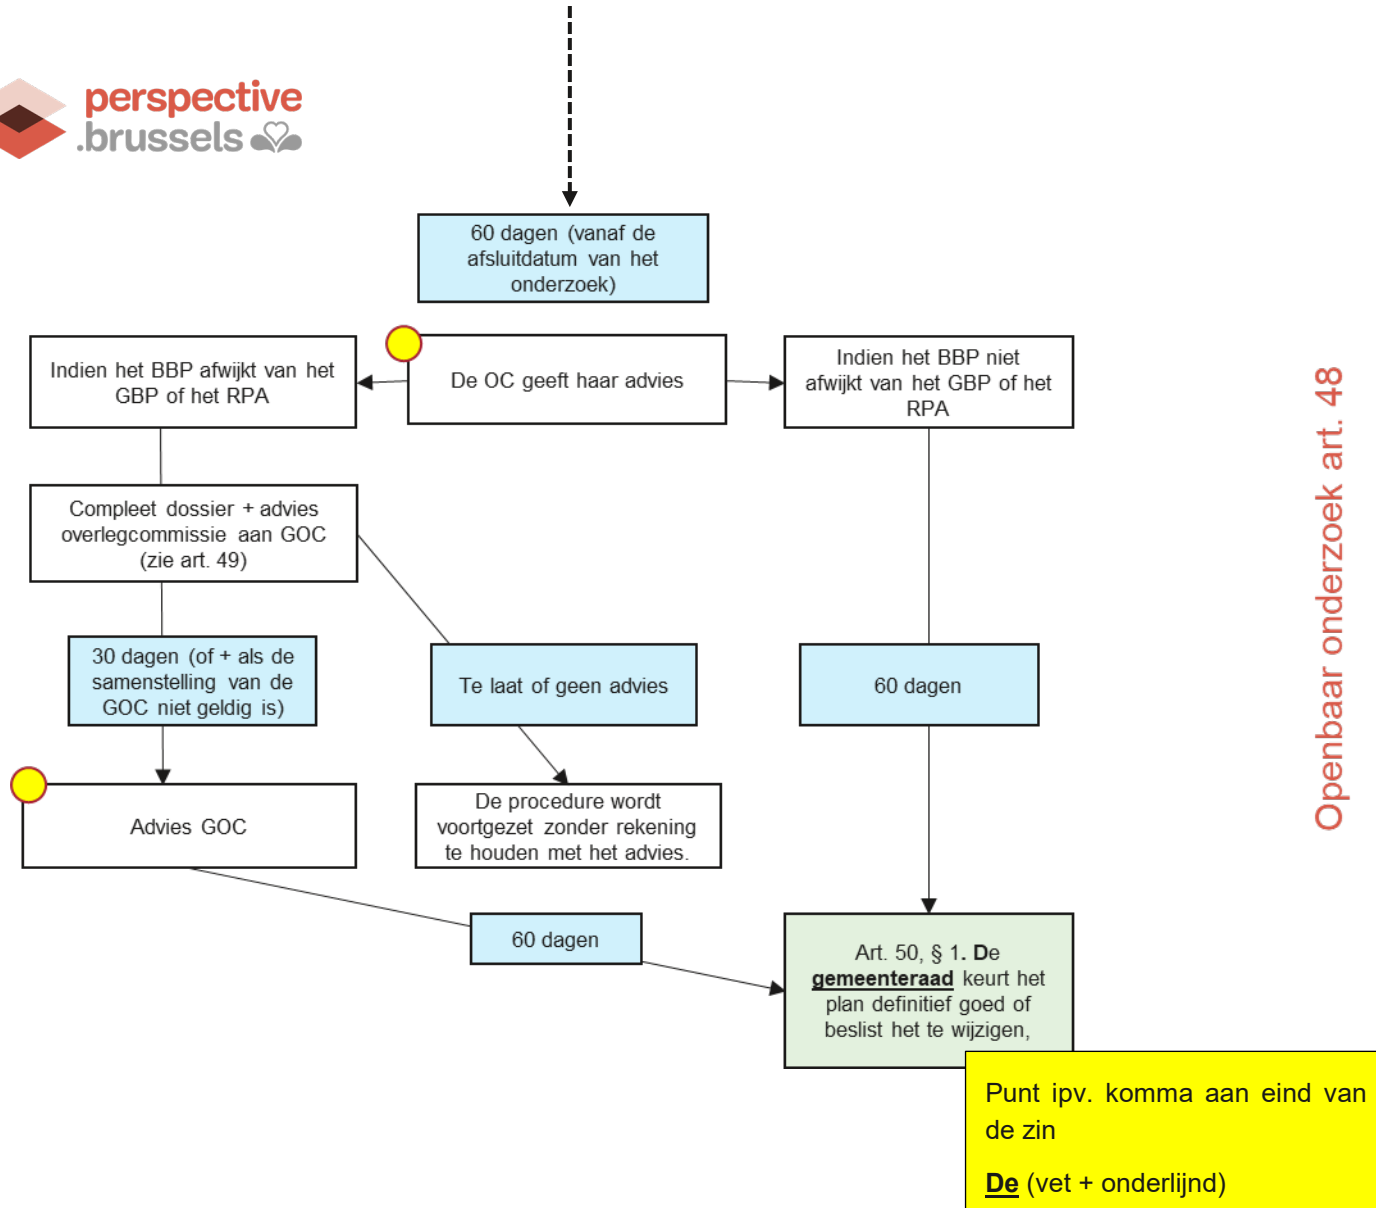 perspective
.brussels
60 dagen (vanaf de
afsluitdatum van het
onderzoek)
Indien het BBP afwijkt van het
GBP of het RPA
De OC geeft haar advies
Indien het BBP niet
afwijkt van het GBP of het
RPA
Compleet dossier + advies
overlegcommissie aan GOC
(zie art. 49)
30 dagen (of + als de
samenstelling van de
GOC niet geldig is)
Te laat of geen advies
60 dagen
Advies GOC
De procedure wordt
voortgezet zonder rekening
te houden met het advies.
60 dagen
Art. 50, § 1. De
gemeenteraad keurt het
plan definitief goed of
beslist het te wijzigen,
Punt ipv. komma aan eind van
de zin
De (vet + onderlijnd)
Openbaar onderzoek art. 48